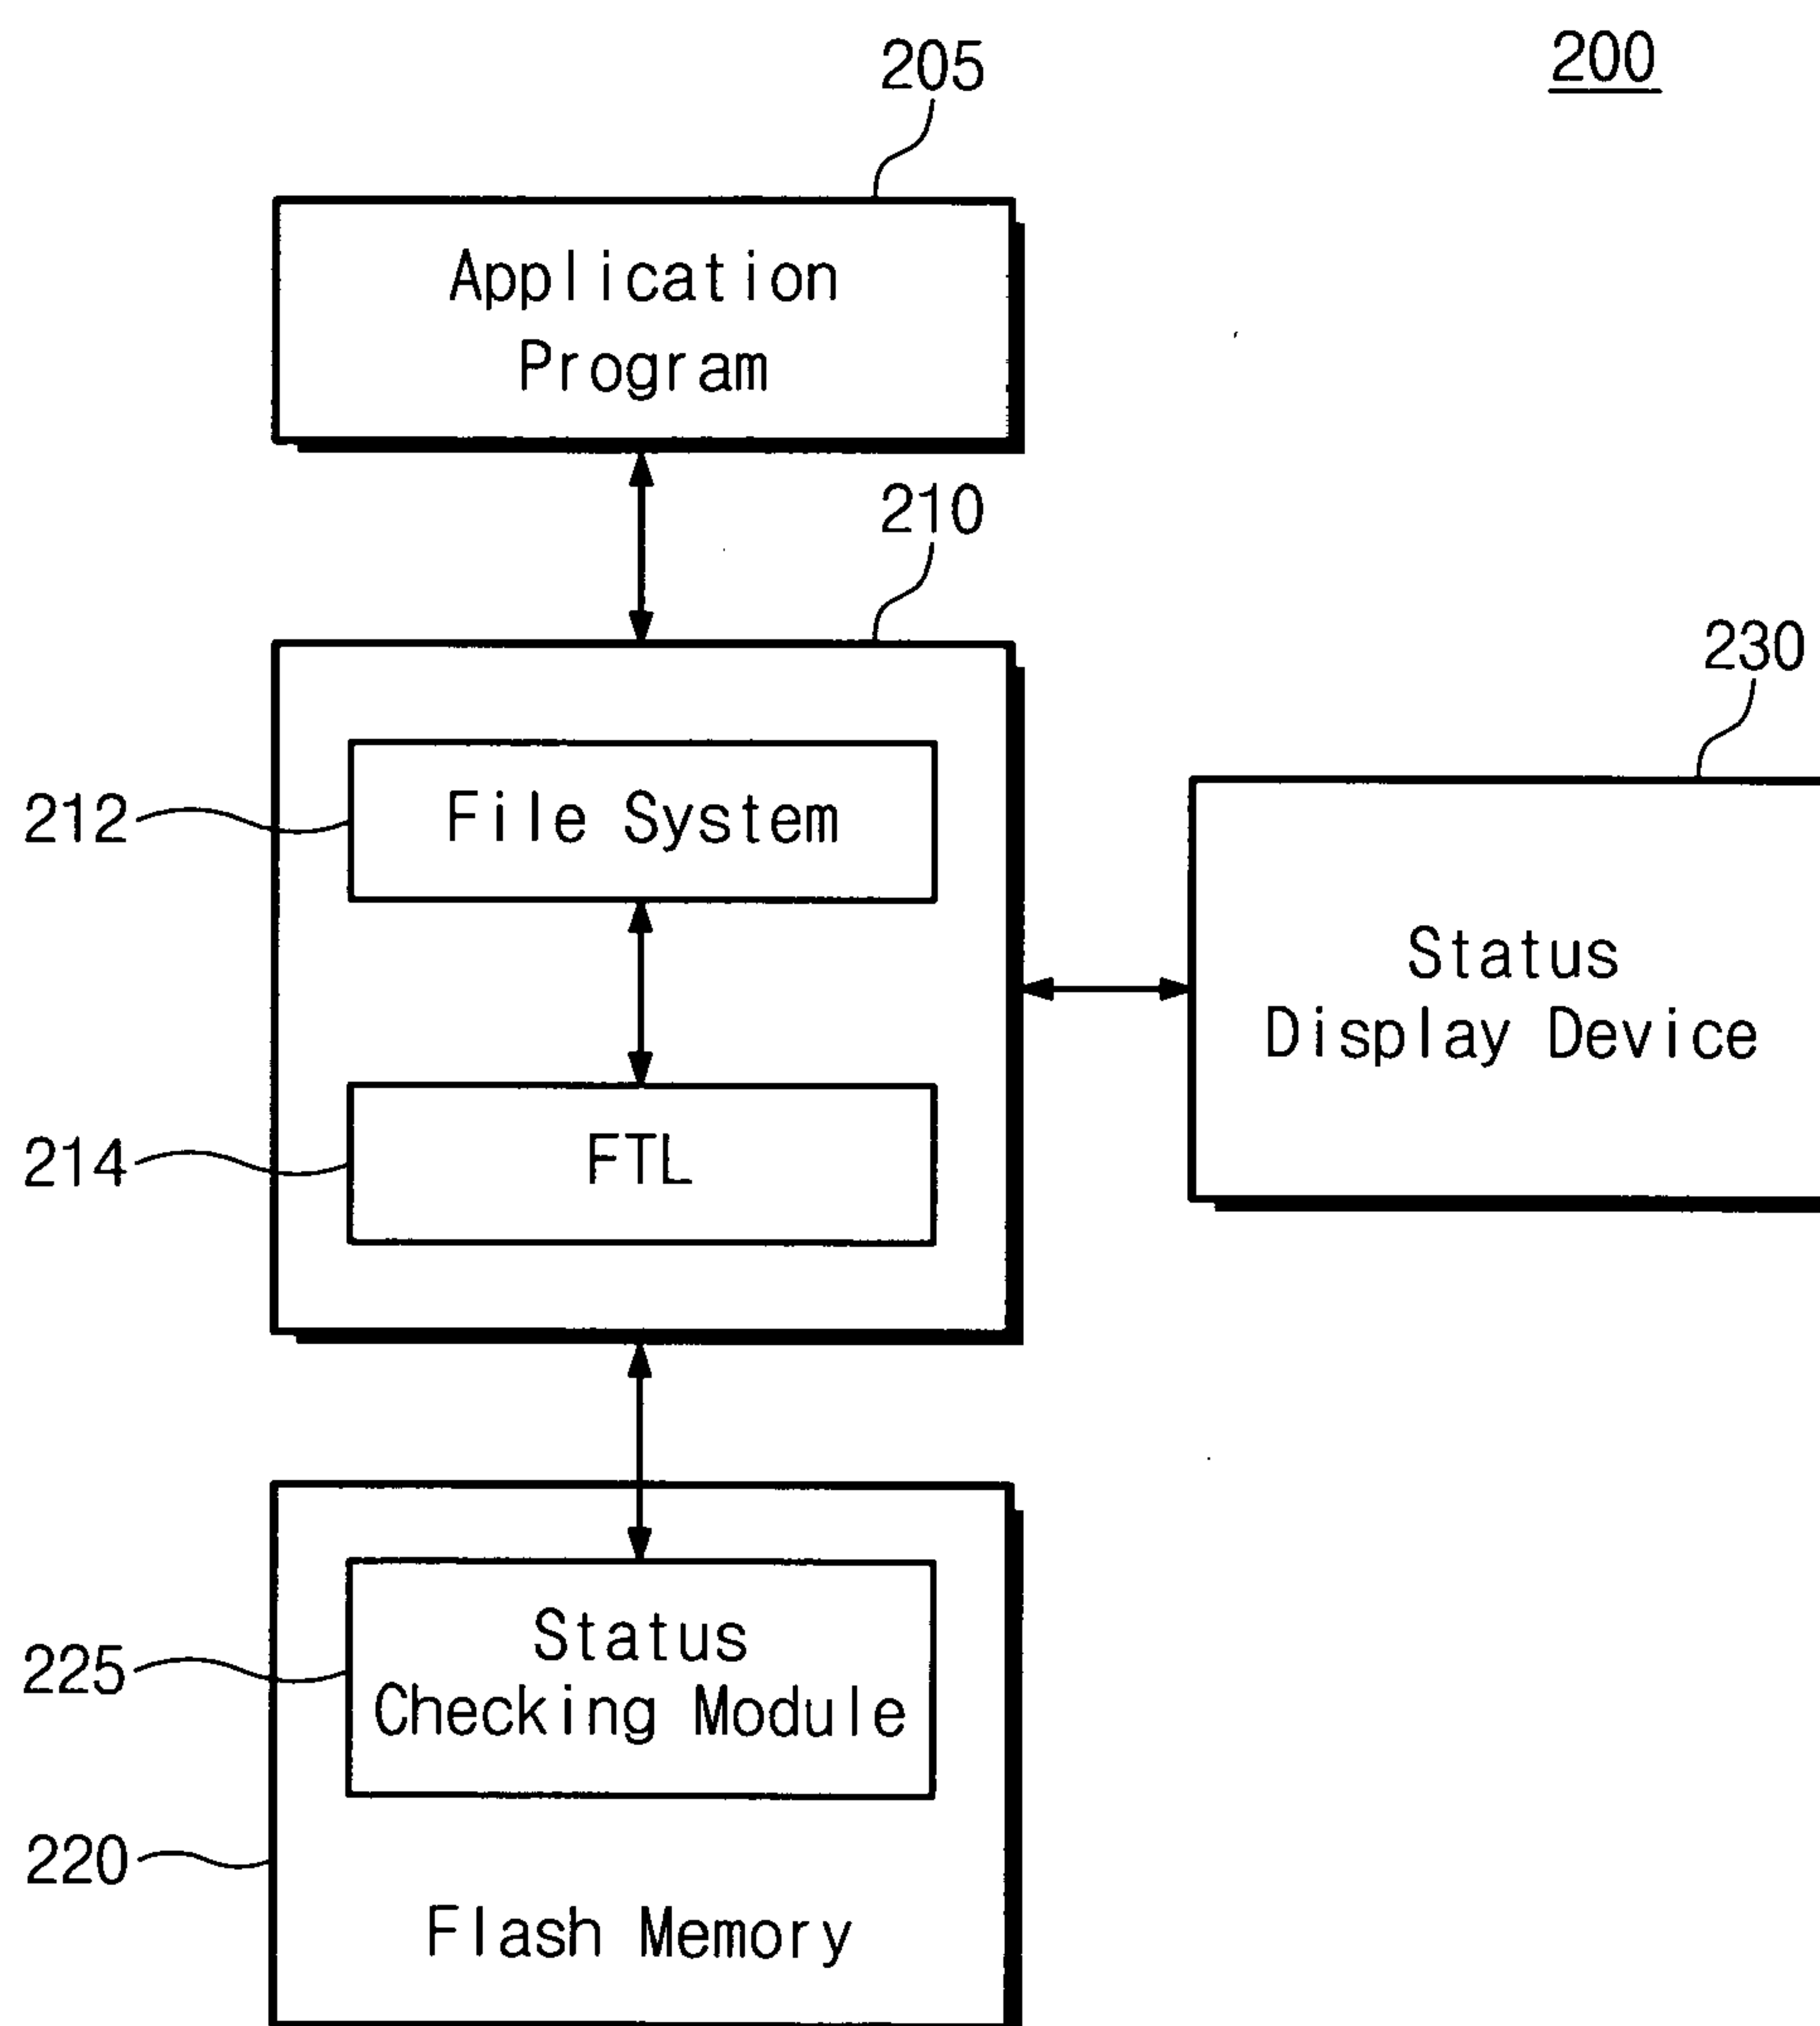 200
205
Application
Program
210
230
212
File System
Status
Display Device
214
FTL
225
Status
Checking Module
220
Flash Memory